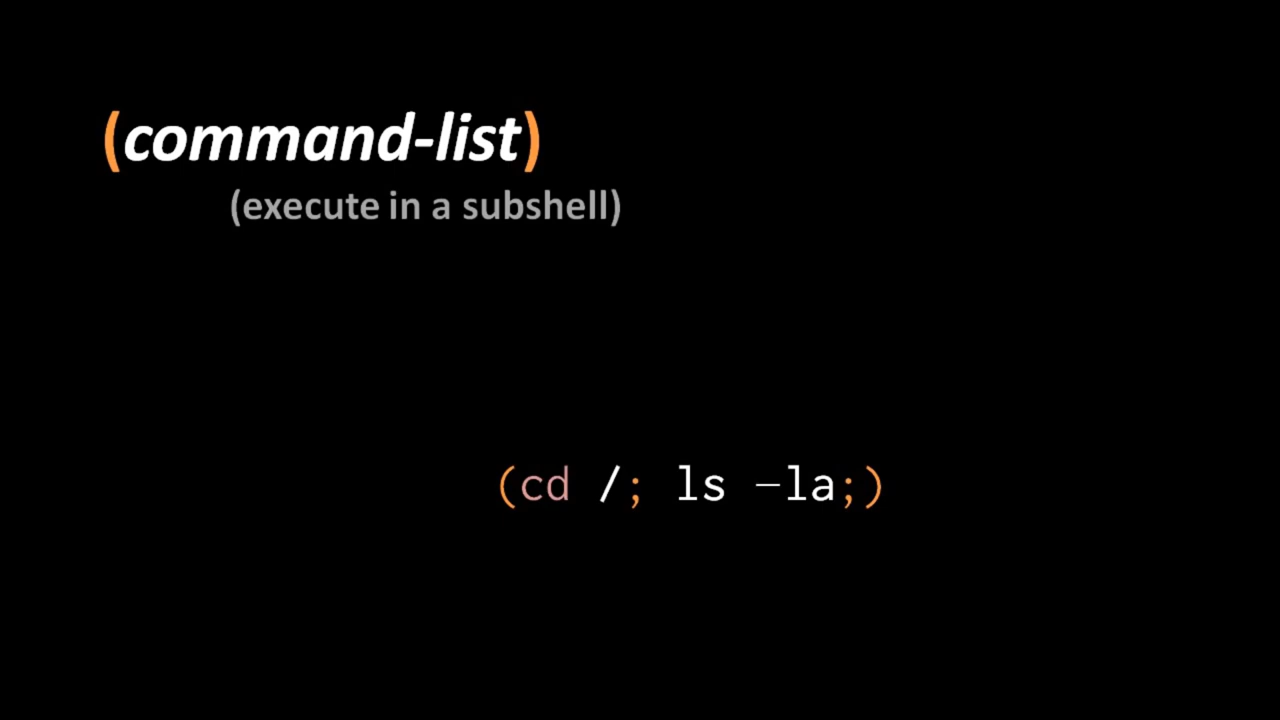 (command-list)
(execute in a subshell)
(cd /; ls -la;)